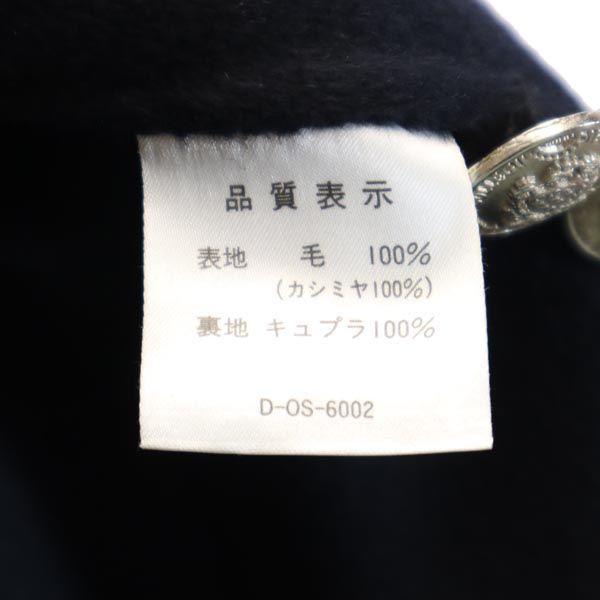 品質表示
表地 毛 100%
(カシミヤ100%)
裏地 キュプラ100%
D-OS-6002